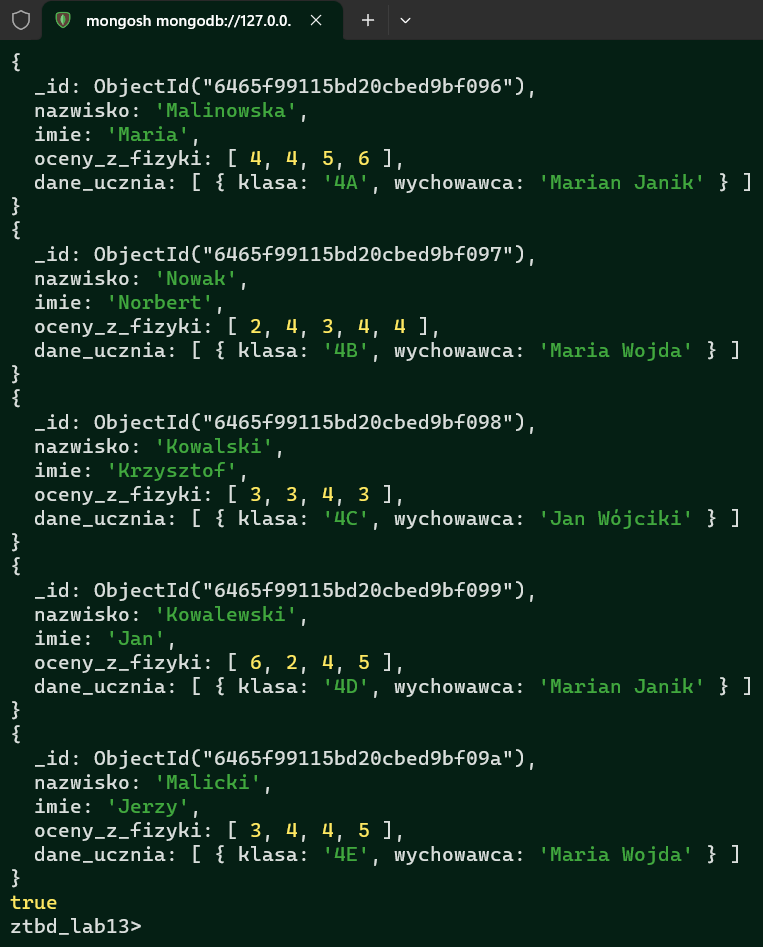 mongosh mongodb://127.0.0.
{
_id: ObjectId("6465f99115bd20cbed9bf096"),
nazwisko: 'Malinowska',
imie: 'Maria',
oceny_z_fizyki: [ 4, 4, 5, 6 ],
dane_ucznia: [ { klasa: '4A', wychowawca: 'Marian Janik' } ]
}
{
_id: ObjectId("6465f99115bd20cbed9bf097"),
nazwisko: 'Nowak',
imie: 'Norbert',
oceny_z_fizyki: [ 2, 4, 3, 4, 4 ],
dane_ucznia: [ { klasa: '4B', wychowawca: 'Maria Wojda' } ]
}
{
_id: ObjectId("6465f99115bd20cbed9bf098"),
nazwisko: 'Kowalski',
imie: 'Krzysztof',
oceny_z_fizyki: [ 3, 3, 4, 3 ],
dane_ucznia: [ { klasa: '4C', wychowawca: 'Jan Wójciki' } ]
}
{
_id: ObjectId("6465f99115bd20cbed9bf099"),
nazwisko: 'Kowalewski',
imie: 'Jan',
oceny_z_fizyki: [ 6, 2, 4, 5 ],
dane_ucznia: [ { klasa: '4D', wychowawca: 'Marian Janik' } ]
}
{
_id: ObjectId("6465f99115bd20cbed9bf09a"),
nazwisko: 'Malicki',
imie: 'Jerzy',
oceny_z_fizyki: [ 3, 4, 4, 5 ],
dane_ucznia: [ { klasa: '4E', wychowawca: 'Maria Wojda' } ]
}
true
ztbd_lab13>